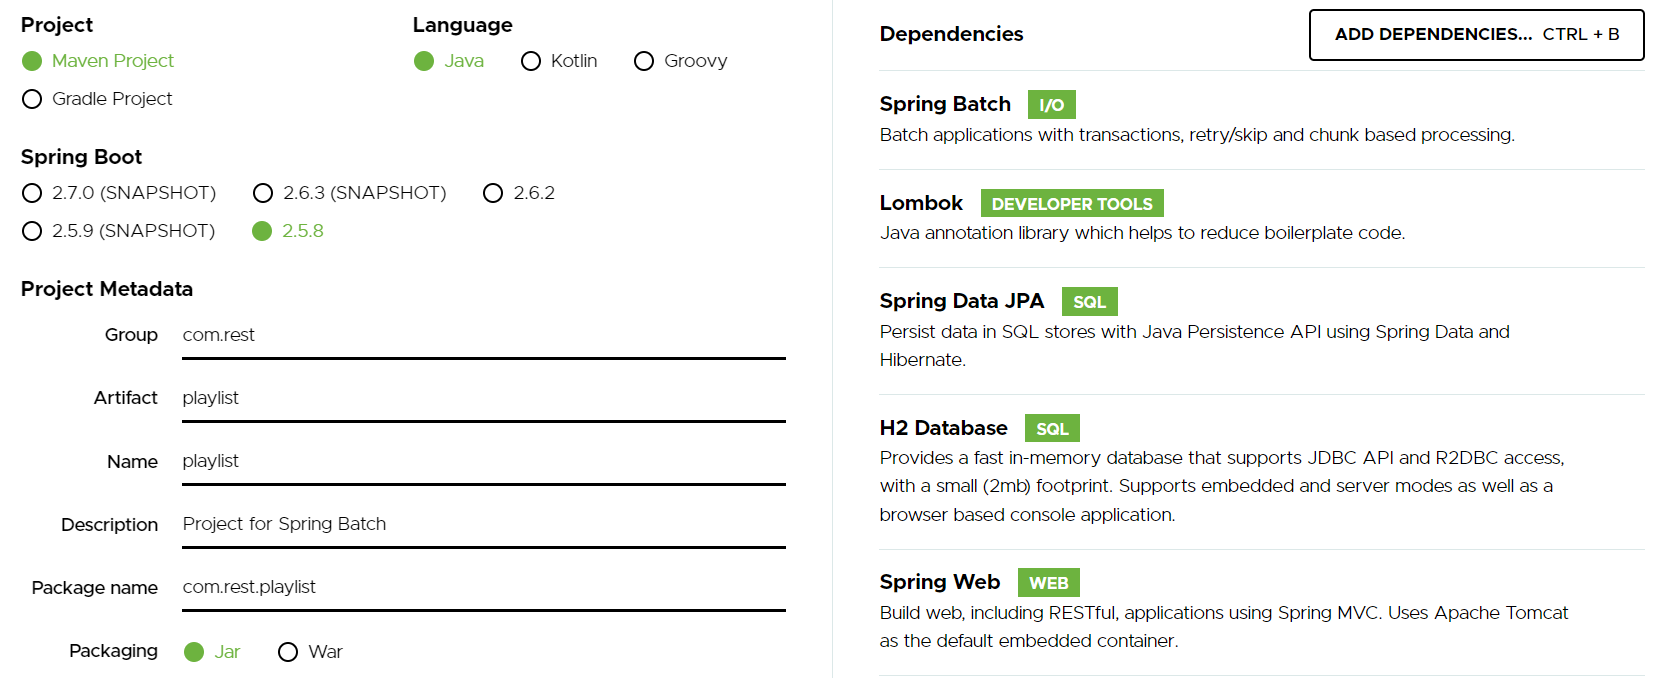 Project
Maven Project
Gradle Project
Language
Java Kotlin Groovy
Spring Boot
2.7.0 (SNAPSHOT) 2.6.3 (SNAPSHOT) 2.6.2
2.5.9 (SNAPSHOT) 2.5.8
Project Metadata
Group com.rest
Artifact playlist
Name playlist
Description Project for Spring Batch
Package name com.rest.playlist
Packaging Jar War
Dependencies ADD DEPENDENCIES... CTRL + B
Spring Batch I/O
Batch applications with transactions, retry/skip and chunk based processing.
Lombok DEVELOPER TOOLS
Java annotation library which helps to reduce boilerplate code.
Spring Data JPA SQL
Persist data in SQL stores with Java Persistence API using Spring Data and
Hibernate.
H2 Database SQL
Provides a fast in-memory database that supports JDBC API and R2DBC access,
with a small (2mb) footprint. Supports embedded and server modes as well as a
browser based console application.
Spring Web WEB
Build web, including RESTful, applications using Spring MVC. Uses Apache Tomcat
as the default embedded container.